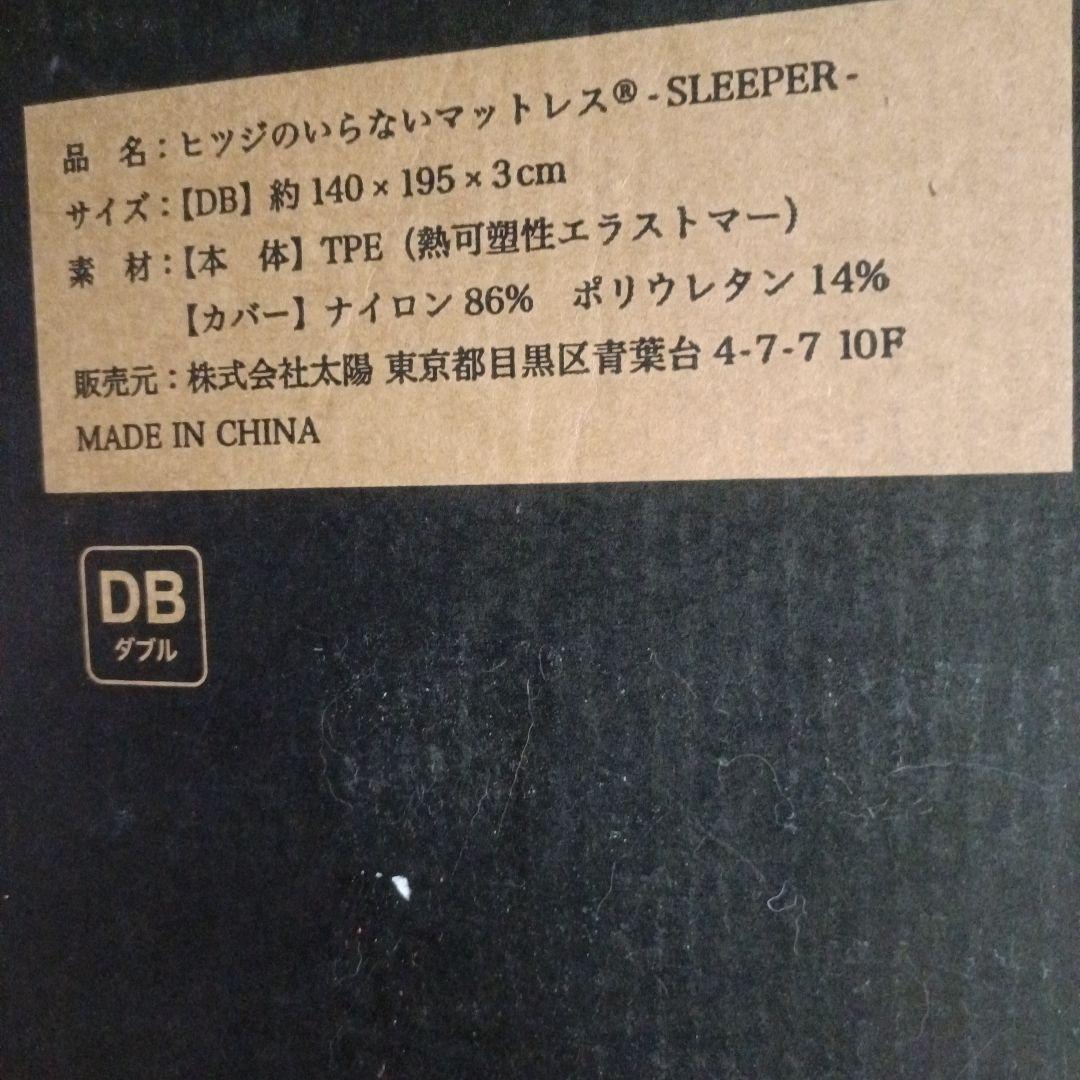 品　名：ヒツジのいらないマットレス® - SLEEPER -
サイズ：【DB】約 140 × 195 × 3 cm
素　材：【本　体】TPE（熱可塑性エラストマー）
【カバー】ナイロン 86%　ポリウレタン 14%
販売元：株式会社太陽 東京都目黒区青葉台 4-7-7 10F
MADE IN CHINA
DB
ダブル